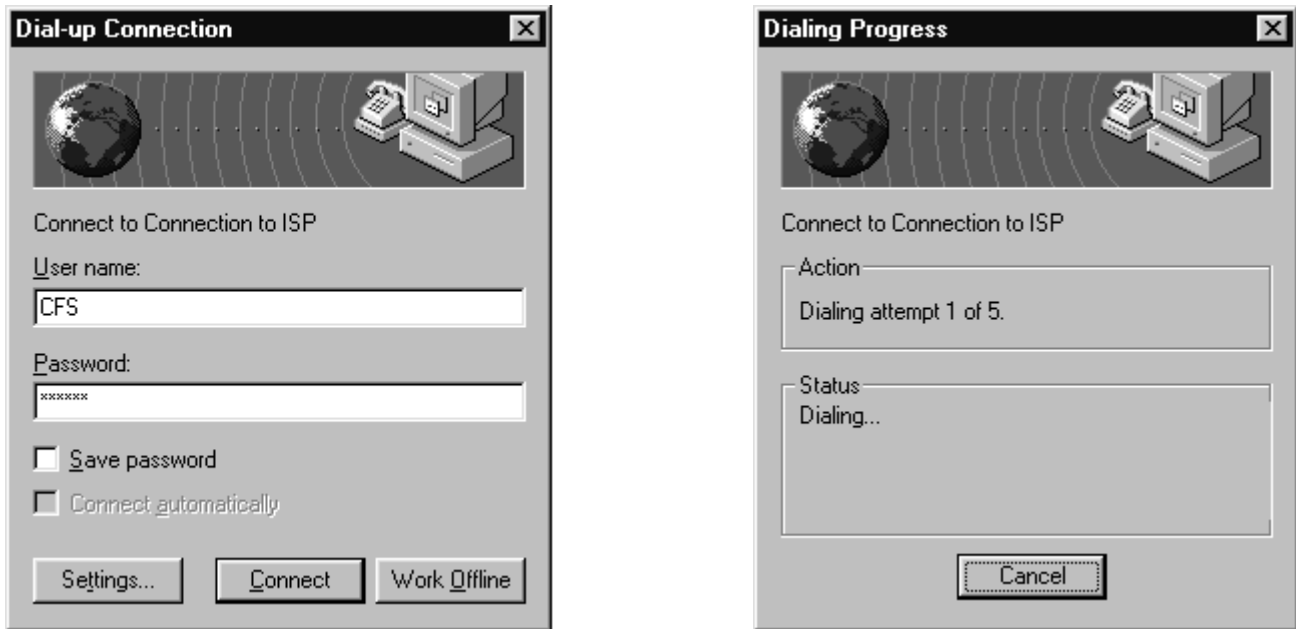 Dial-up Connection
Connect to Connection to ISP
User name:
CFS
Password:
××××××
Save password
Connect automatically
Settings...
Connect
Work Offline
Dialing Progress
Connect to Connection to ISP
Action
Dialing attempt 1 of 5.
Status
Dialing...
Cancel